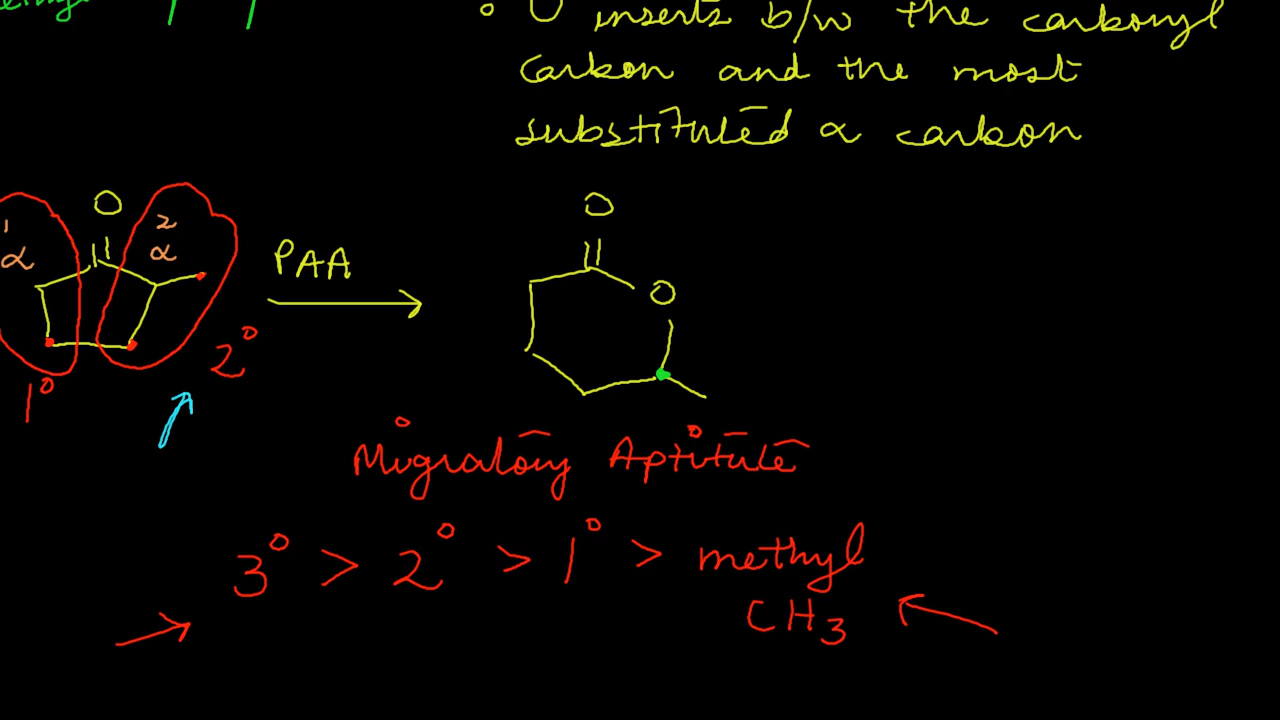 O inserts b/w the carbonyl
carbon and the most
substituted α carbon
O
1
α
2
α
PAA
O
O
1°
2°
Migratory Aptitute
3° > 2° > 1° > methyl
CH3